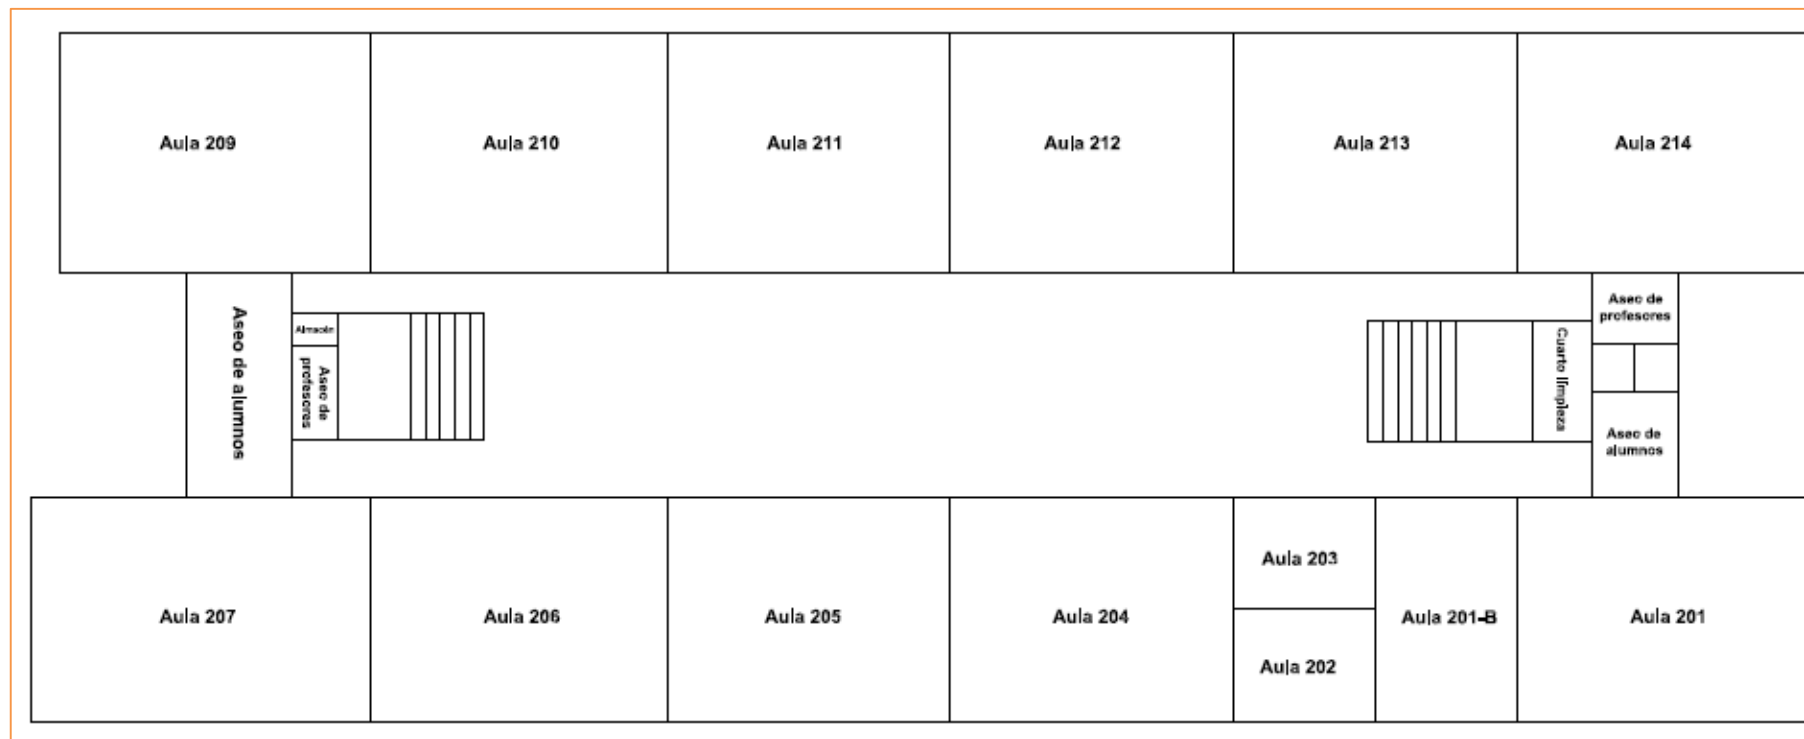 Aula 209
Aula 210
Aula 211
Aula 212
Aula 213
Aula 214
Aseo de alumnos
Almacén
Aseo de
profesores
Cuarto límpieza
Aseo de
profesores
Aseo de
alumnos
Aula 207
Aula 206
Aula 205
Aula 204
Aula 203
Aula 202
Aula 201-B
Aula 201